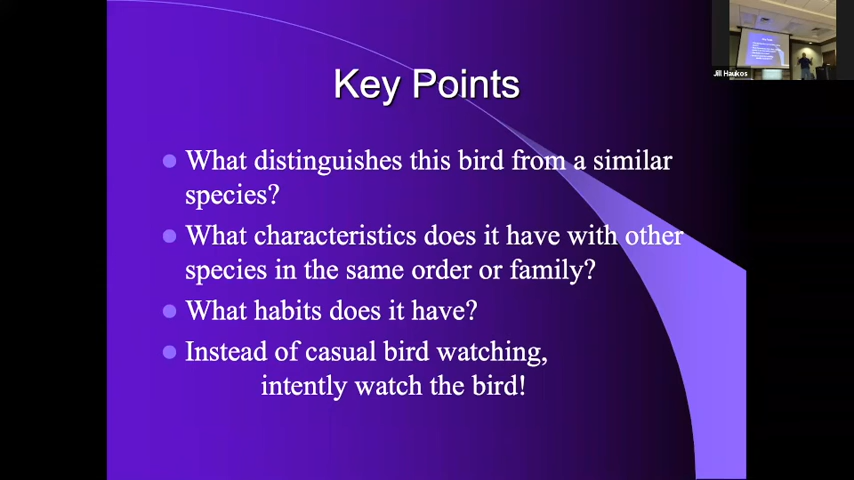 Key Points
What distinguishes this bird from a similar
species?
What characteristics does it have with other
species in the same order or family?
What habits does it have?
Instead of casual bird watching,
intently watch the bird!
Jill Haukos